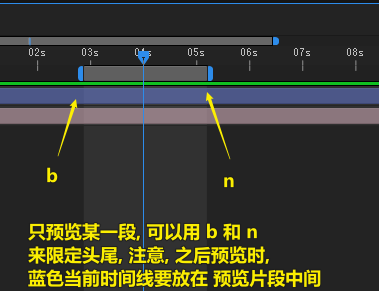 02s 03s 04s 05s 06s 07s 08s
b
n
只预览某一段, 可以用 b 和 n
来限定头尾, 注意, 之后预览时,
蓝色当前时间线要放在 预览片段中间